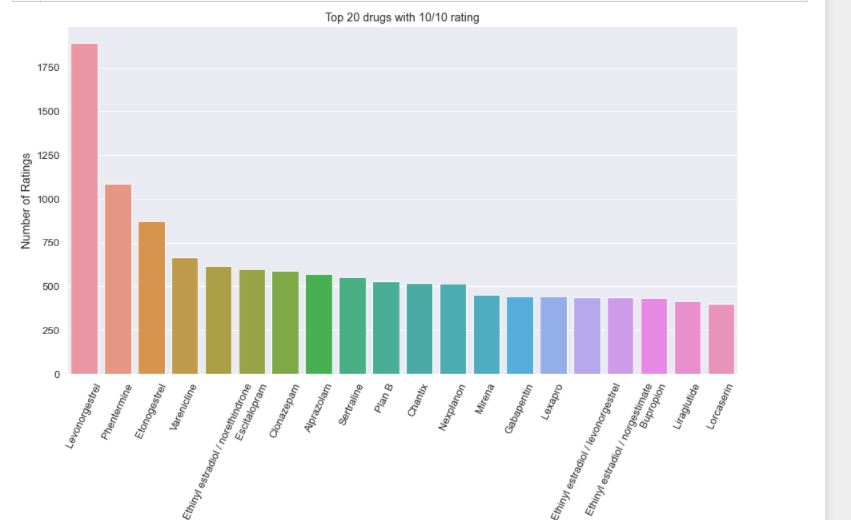 Top 20 drugs with 10/10 rating
Number of Ratings
1750
1500
1250
1000
750
500
250
0
Levonorgestrel
Phentermine
Etonogestrel
Varenicline
Ethinyl estradiol / norethindrone
Escitalopram
Clonazepam
Alprazolam
Sertraline
Plan B
Chantix
Nexplanon
Mirena
Gabapentin
Lexapro
Ethinyl estradiol / levonorgestrel
Ethinyl estradiol / norgestimate
Bupropion
Liraglutide
Lorcaserin